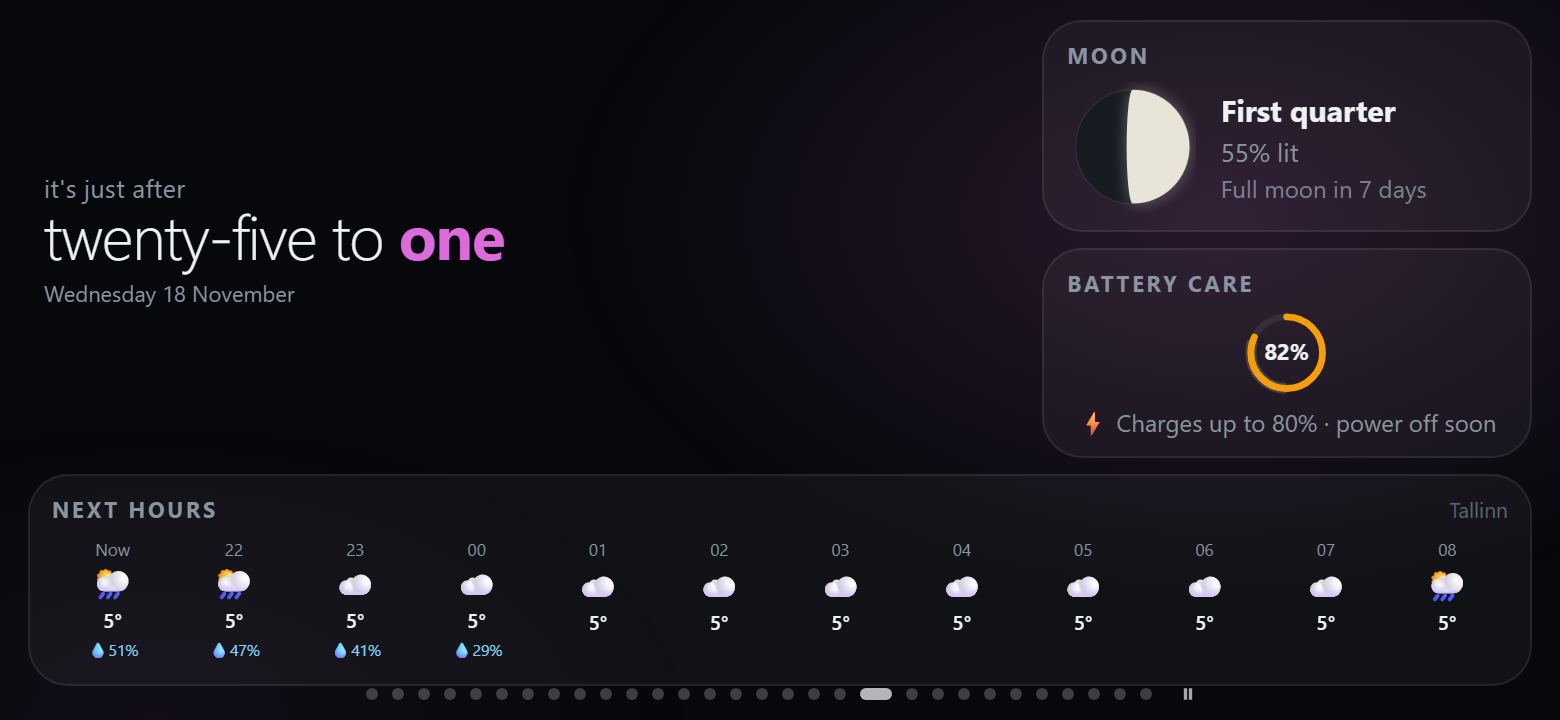 it's just after
twenty-five to one
Wednesday 18 November
MOON
First quarter
55% lit
Full moon in 7 days
BATTERY CARE
82%
Charges up to 80% · power off soon
NEXT HOURS
Tallinn
Now 22 23 00 01 02 03 04 05 06 07 08
5° 5° 5° 5° 5° 5° 5° 5° 5° 5° 5° 5°
51% 47% 41% 29%